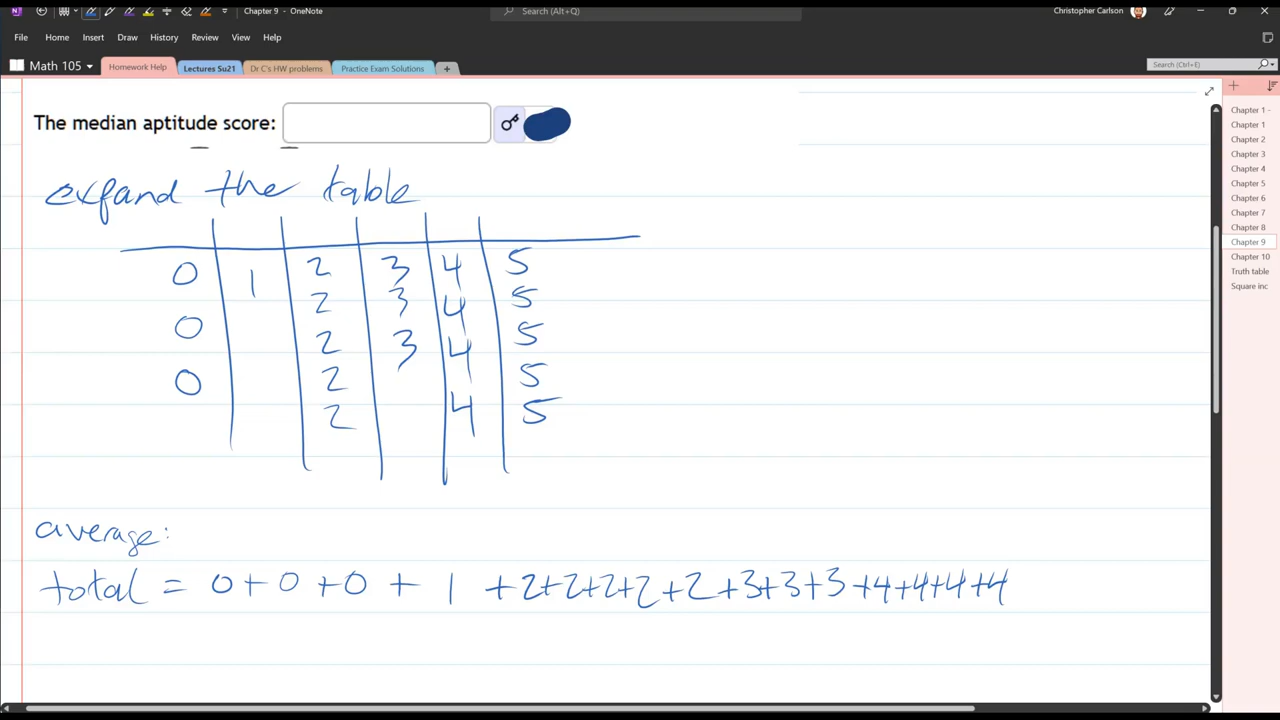 Chapter 9 - OneNote
Search (Alt+Q)
Christopher Carlson
File Home Insert Draw History Review View Help
Math 105
Homework Help
Lectures Su21
Dr C's HW problems
Practice Exam Solutions
Search (Ctrl+E)
The median aptitude score:
expand the table
0 1 2 3 4 5
2 3 4 5
0 2 3 4 5
0 2 5
2 4 5
average:
total = 0+0+0+1+2+2+2+2+2+3+3+3+4+4+4+4
Chapter 1 -
Chapter 1
Chapter 2
Chapter 3
Chapter 4
Chapter 5
Chapter 6
Chapter 7
Chapter 8
Chapter 9
Chapter 10
Truth table
Square inc